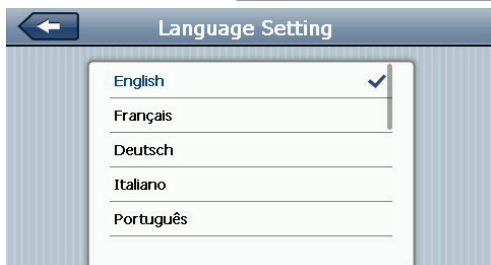 Language Setting
English
Français
Deutsch
Italiano
Português